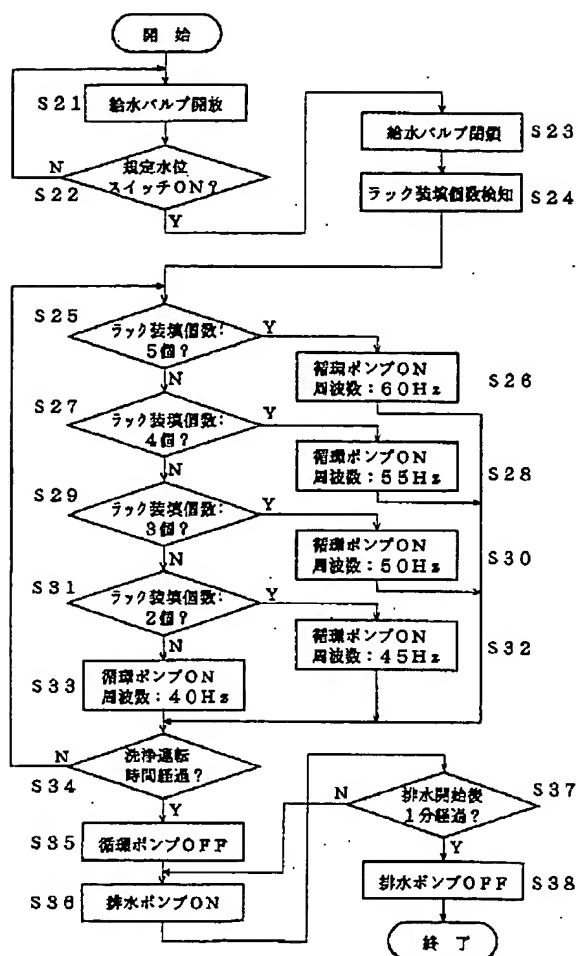 開 始
S21
給水バルブ開放
N
規定水位
スイッチON?
S22
Y
給水バルブ閉鎖
S23
ラック装填個数検知
S24
S25
ラック装填個数:
5個?
Y
N
循環ポンプON
周波数:60Hz
S26
S27
ラック装填個数:
4個?
Y
N
循環ポンプON
周波数:55Hz
S28
S29
ラック装填個数:
3個?
Y
N
循環ポンプON
周波数:50Hz
S30
S31
ラック装填個数:
2個?
Y
N
循環ポンプON
周波数:45Hz
S32
S33
循環ポンプON
周波数:40Hz
N
洗浄運転
時間経過?
S34
Y
S35
循環ポンプOFF
S36
排水ポンプON
N
排水開始後
1分経過?
S37
Y
排水ポンプOFF
S38
終 了